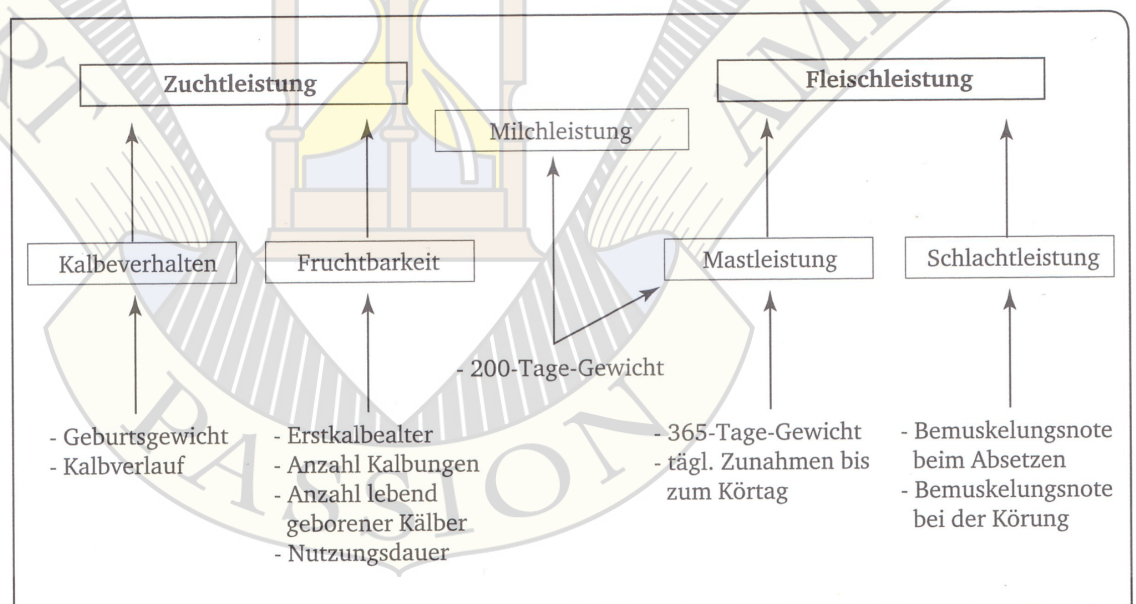 Zuchtleistung
Fleischleistung
Milchleistung
Kalbeverhalten
Fruchtbarkeit
Mastleistung
Schlachtleistung
- 200-Tage-Gewicht
- Geburtsgewicht
- Kalbverlauf
- Erstkalbealter
- Anzahl Kalbungen
- Anzahl lebend
geborener Kälber
- Nutzungsdauer
- 365-Tage-Gewicht
- tägl. Zunahmen bis
zum Körtag
- Bemuskelungsnote
beim Absetzen
- Bemuskelungsnote
bei der Körung
PASSION